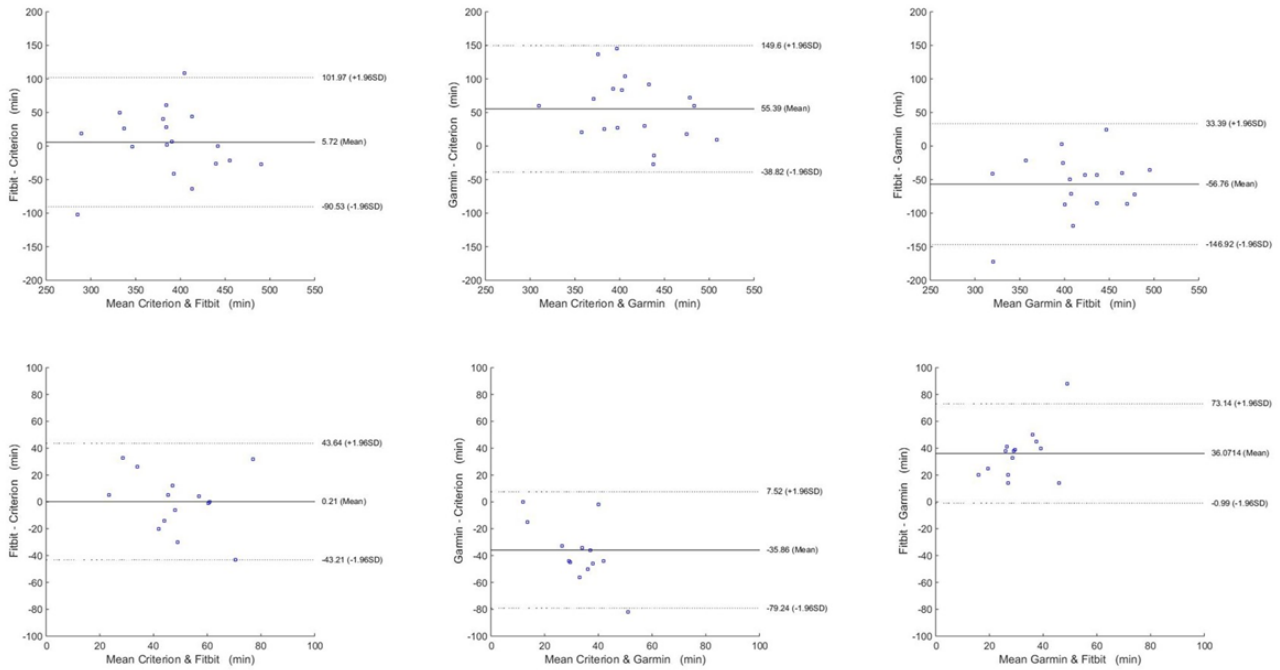 200
150
100
50
0
-50
-100
-150
-200
Fitbit - Criterion (min)
101.97 (+1.96SD)
5.72 (Mean)
-90.53 (-1.96SD)
250 300 350 400 450 500 550
Mean Criterion & Fitbit (min)
200
150
100
50
0
-50
-100
-150
-200
Garmin - Criterion (min)
149.6 (+1.96SD)
55.39 (Mean)
-38.82 (-1.96SD)
250 300 350 400 450 500 550
Mean Criterion & Garmin (min)
200
150
100
50
0
-50
-100
-150
-200
Fitbit - Garmin (min)
33.39 (+1.96SD)
-56.76 (Mean)
-146.92 (-1.96SD)
250 300 350 400 450 500 550
Mean Garmin & Fitbit (min)
100
80
60
40
20
0
-20
-40
-60
-80
-100
Fitbit - Criterion (min)
43.64 (+1.96SD)
0.21 (Mean)
-43.21 (-1.96SD)
0 20 40 60 80 100
Mean Criterion & Fitbit (min)
100
80
60
40
20
0
-20
-40
-60
-80
-100
Garmin - Criterion (min)
7.52 (+1.96SD)
-35.86 (Mean)
-79.24 (-1.96SD)
0 20 40 60 80 100
Mean Criterion & Garmin (min)
100
80
60
40
20
0
-20
-40
-60
-80
-100
Fitbit - Garmin (min)
73.14 (+1.96SD)
36.0714 (Mean)
-0.99 (-1.96SD)
0 20 40 60 80 100
Mean Garmin & Fitbit (min)